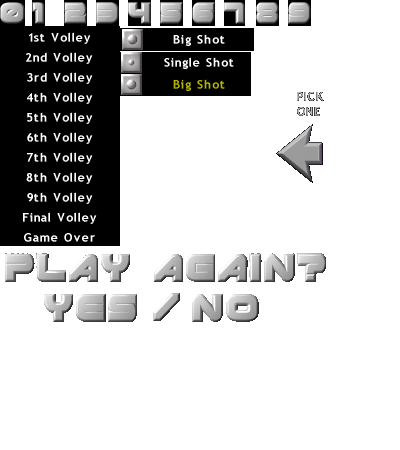 0123456789
1st Volley
2nd Volley
3rd Volley
4th Volley
5th Volley
6th Volley
7th Volley
8th Volley
9th Volley
Final Volley
Game Over
Big Shot
Single Shot
Big Shot
PICK
ONE
PLAY AGAIN?
YES / NO